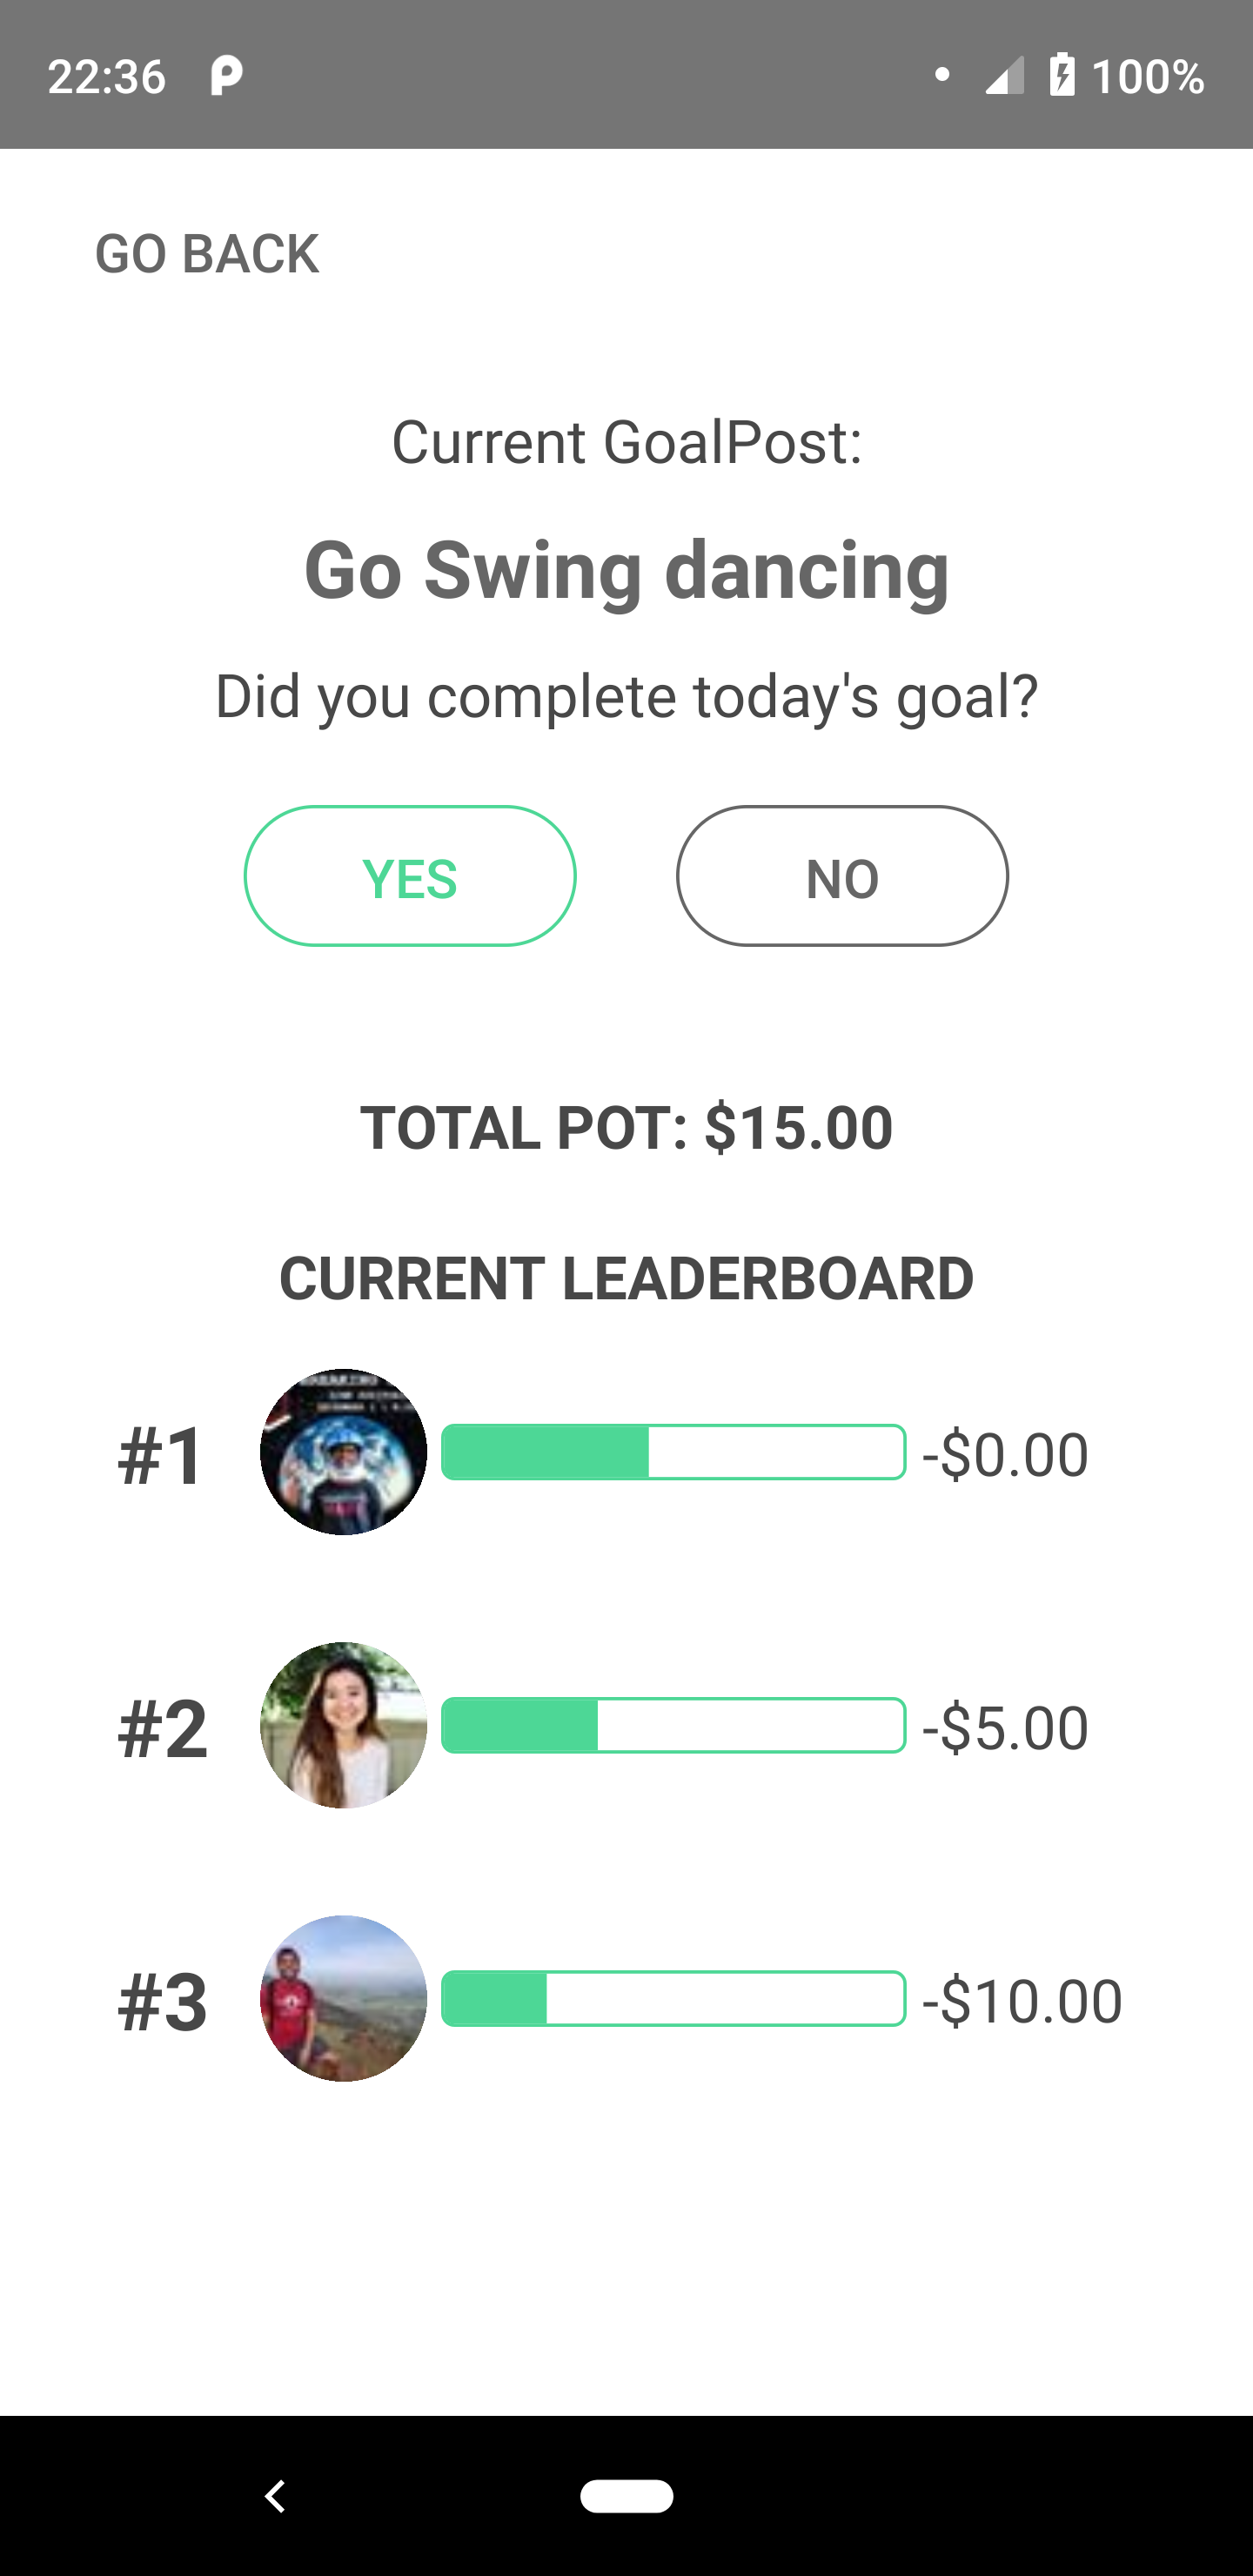 22:36 100%
GO BACK
Current GoalPost:
Go Swing dancing
Did you complete today's goal?
YES NO
TOTAL POT: $15.00
CURRENT LEADERBOARD
#1 -$0.00
#2 -$5.00
#3 -$10.00